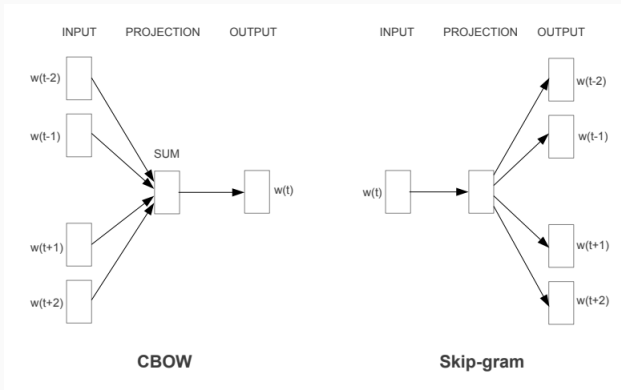 INPUT PROJECTION OUTPUT
w(t-2)
w(t-1)
SUM
w(t)
w(t+1)
w(t+2)
CBOW
INPUT PROJECTION OUTPUT
w(t-2)
w(t-1)
w(t)
w(t+1)
w(t+2)
Skip-gram